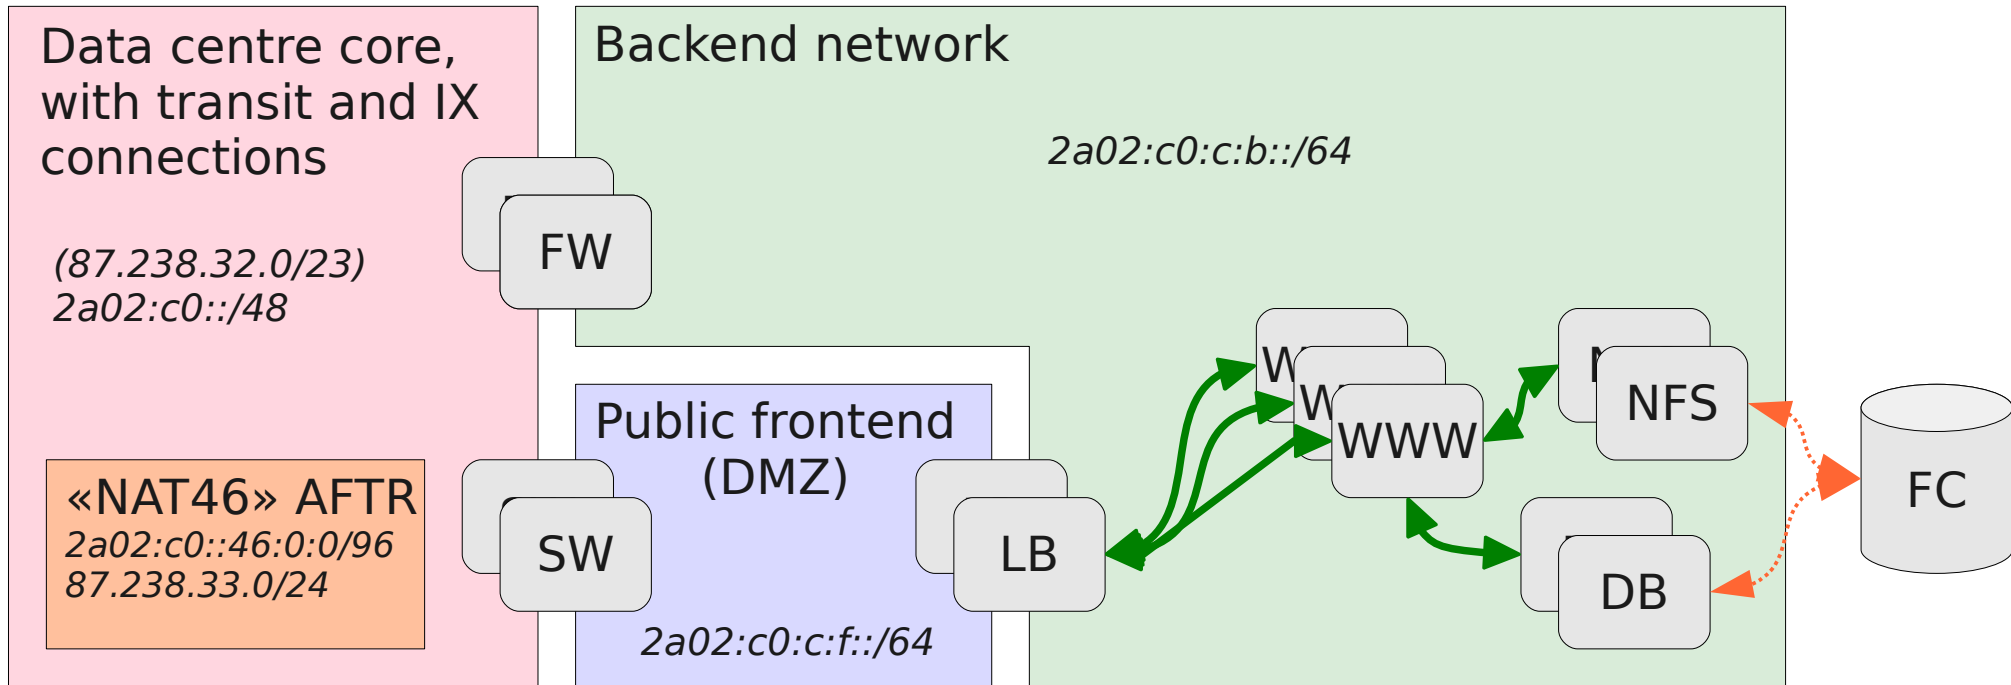 Data centre core,
with transit and IX
connections
(87.238.32.0/23)
2a02:c0::/48
«NAT46» AFTR
2a02:c0::46:0:0/96
87.238.33.0/24
Backend network
2a02:c0:c:b::/64
FW
Public frontend
(DMZ)
SW
LB
2a02:c0:c:f::/64
W
W
WWW
NFS
DB
FC